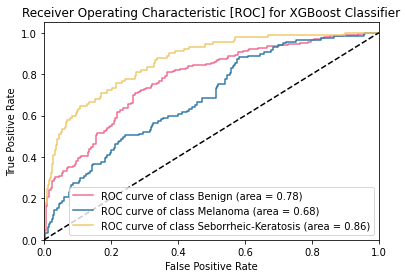 Receiver Operating Characteristic [ROC] for XGBoost Classifier
1.0
0.8
0.6
0.4
0.2
0.0
True Positive Rate
ROC curve of class Benign (area = 0.78)
ROC curve of class Melanoma (area = 0.68)
ROC curve of class Seborrheic-Keratosis (area = 0.86)
0.0 0.2 0.4 0.6 0.8 1.0
False Positive Rate